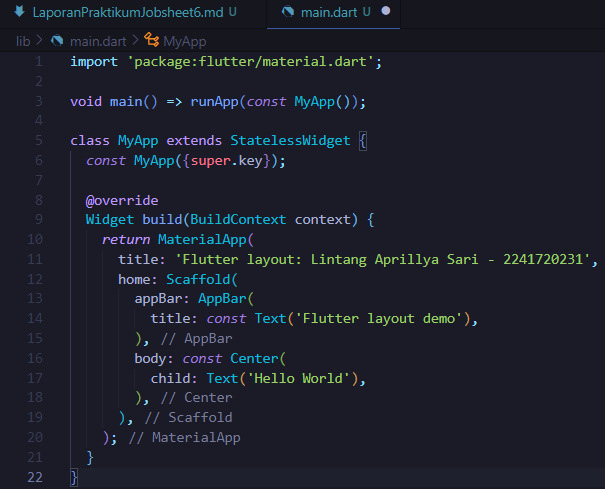 LaporanPraktikumJobsheet6.md U main.dart U
lib > main.dart > MyApp
1 import 'package:flutter/material.dart';
2
3 void main() => runApp(const MyApp());
4
5 class MyApp extends StatelessWidget {
6 const MyApp({super.key});
7
8 @override
9 Widget build(BuildContext context) {
10 return MaterialApp(
11 title: 'Flutter layout: Lintang Aprillya Sari - 2241720231',
12 home: Scaffold(
13 appBar: AppBar(
14 title: const Text('Flutter layout demo'),
15 ), // AppBar
16 body: const Center(
17 child: Text('Hello World'),
18 ), // Center
19 ), // Scaffold
20 ); // MaterialApp
21 }
22 }